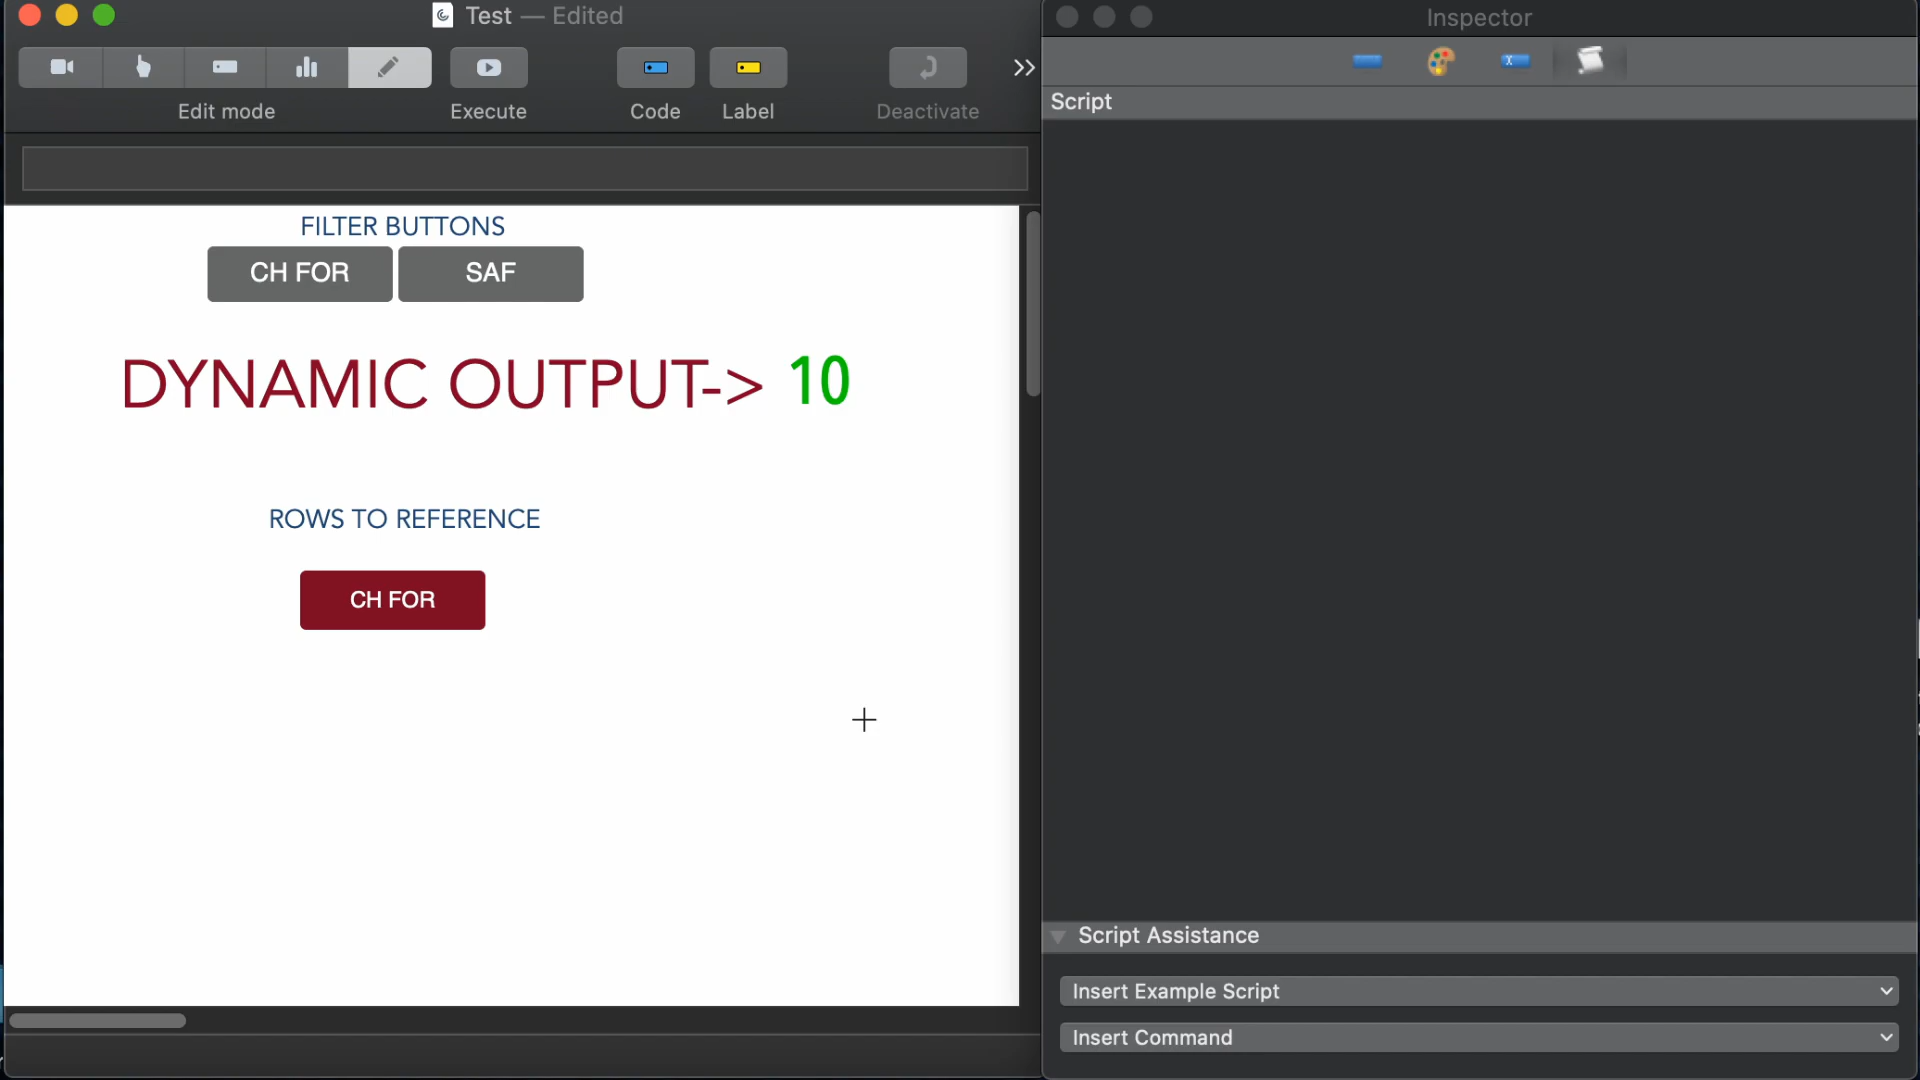 Test — Edited
Edit mode
Execute
Code
Label
Deactivate
FILTER BUTTONS
CH FOR
SAF
DYNAMIC OUTPUT-> 10
ROWS TO REFERENCE
CH FOR
Inspector
Script
Script Assistance
Insert Example Script
Insert Command